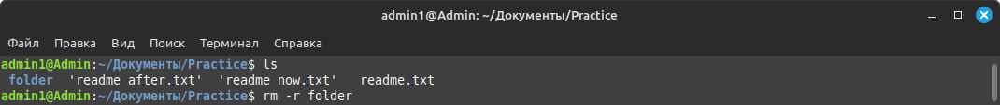 admin1@Admin: ~/Документы/Practice
Файл Правка Вид Поиск Терминал Справка
admin1@Admin:~/Документы/Practice$ ls
folder 'readme after.txt' 'readme now.txt' readme.txt
admin1@Admin:~/Документы/Practice$ rm -r folder